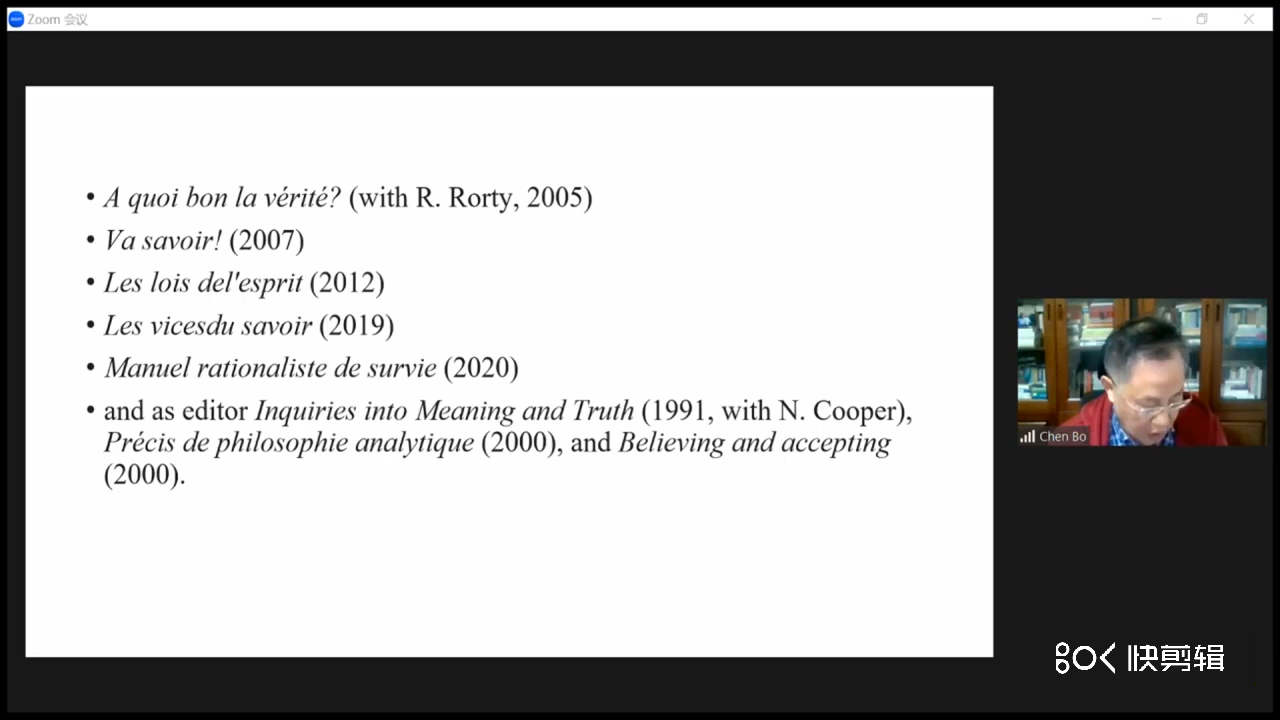 Zoom 会议
• A quoi bon la vérité? (with R. Rorty, 2005)
• Va savoir! (2007)
• Les lois del'esprit (2012)
• Les vicesdu savoir (2019)
• Manuel rationaliste de survie (2020)
• and as editor Inquiries into Meaning and Truth (1991, with N. Cooper),
Précis de philosophie analytique (2000), and Believing and accepting
(2000).
Chen Bo
快剪辑